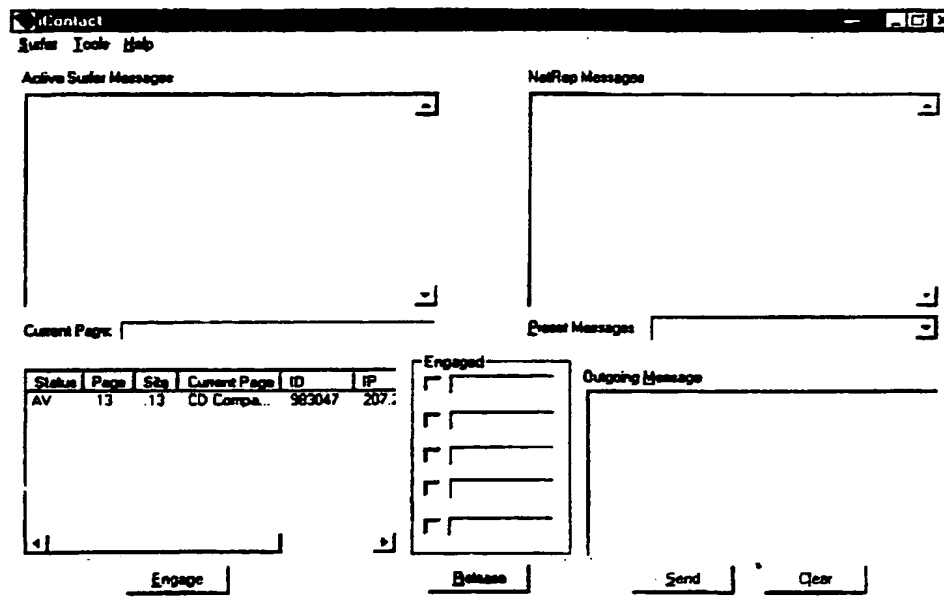 iContact
Surfer Tools Help
Active Surfer Messages
NetRep Messages
Current Page:
Preset Messages
Engaged
Status Page Site Current Page ID IP
AV 13 .13 CD Compa... 983047 207.2
Outgoing Message
Engage
Release
Send
Clear